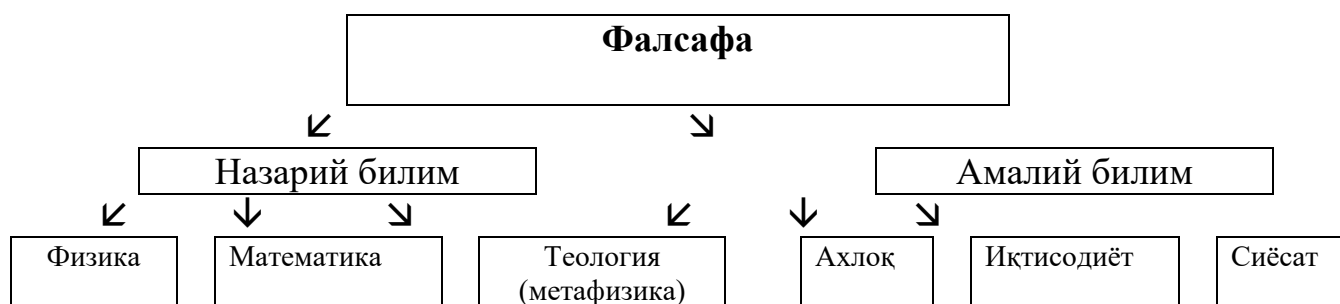 Фалсафа
Назарий билим
Амалий билим
Физика
Математика
Теология
(метафизика)
Ахлоқ
Иқтисодиёт
Сиёсат